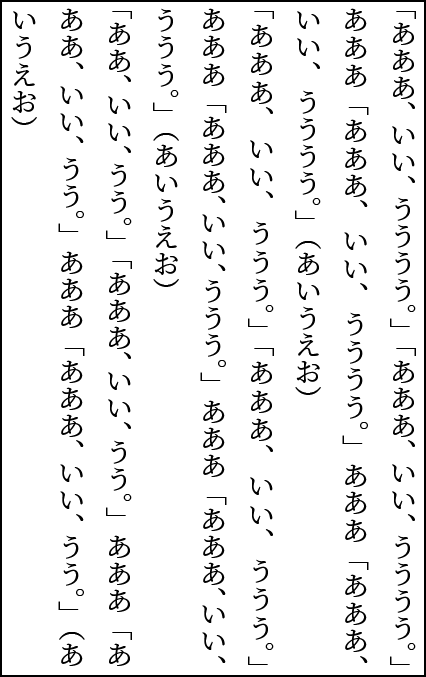 「あああ、いい、うううう。」「あああ、いい、うううう。」
あああ「あああ、いい、うううう。」あああ「あああ、
いい、うううう。」（あいうえお）
「あああ、いい、ううう。」「あああ、いい、ううう。」
あああ「あああ、いい、ううう。」あああ「あああ、いい、
ううう。」（あいうえお）
「ああ、いい、うう。」「あああ、いい、うう。」あああ「あ
ああ、いい、うう。」あああ「あああ、いい、うう。」（あ
いうえお）